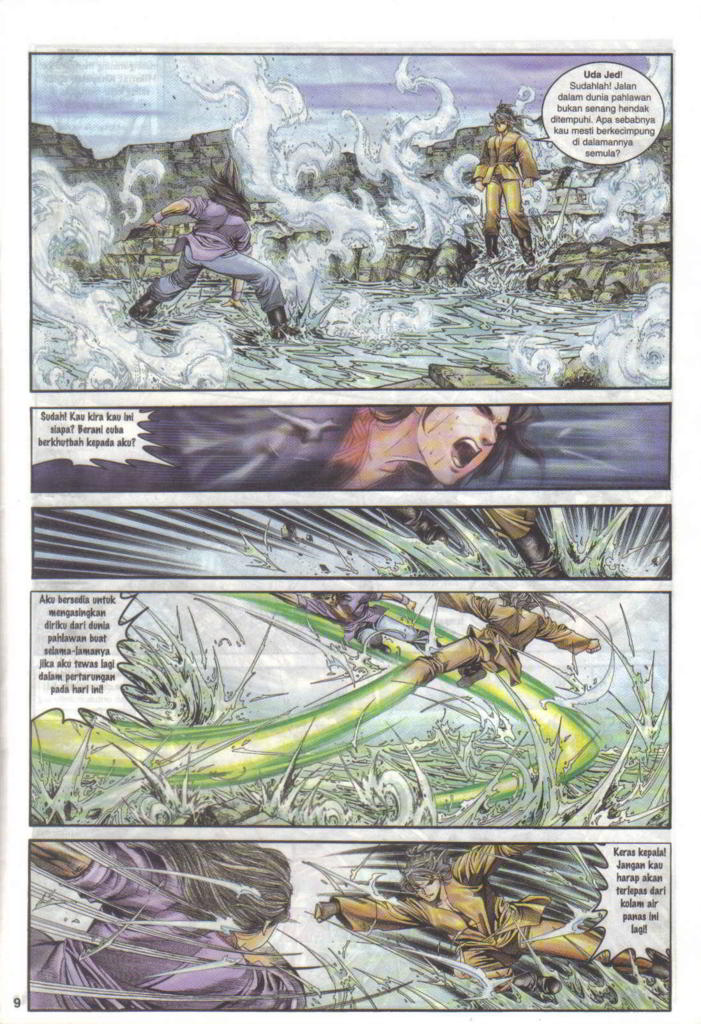 Uda Jed!
Sudahlah! Jalan
dalam dunia pahlawan
bukan senang hendak
ditempuhi. Apa sebabnya
kau mesti berkecimpung
di dalamannya
semula?
Sudah! Kau kira kau ini
siapa? Berani cuba
berkhutbah kepada aku?
Aku bersedia untuk
mengasingkan
diriku dari dunia
pahlawan buat
selama-lamanya
jika aku tewas lagi
dalam pertarungan
pada hari ini!
Keras kepala!
Jangan kau
harap akan
terlepas dari
kolam air
panas ini
lagi!
9